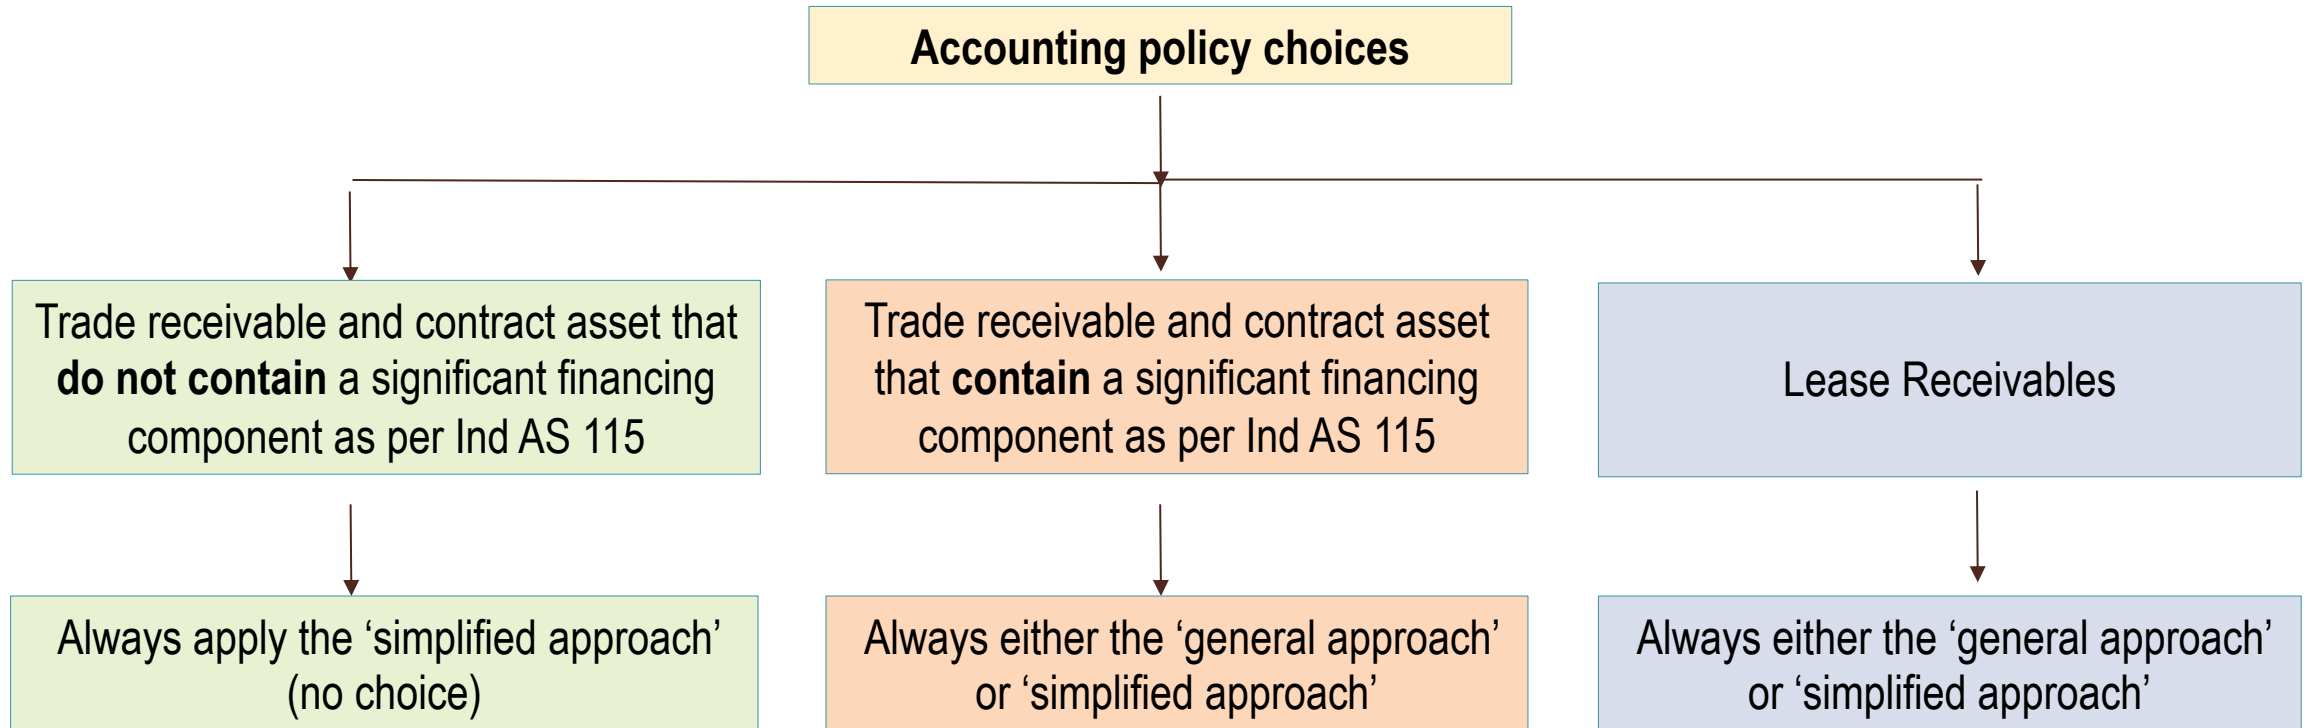 Accounting policy choices
Trade receivable and contract asset that
do not contain a significant financing
component as per Ind AS 115
Trade receivable and contract asset
that contain a significant financing
component as per Ind AS 115
Lease Receivables
Always apply the ‘simplified approach’
(no choice)
Always either the ‘general approach’
or ‘simplified approach’
Always either the ‘general approach’
or ‘simplified approach’